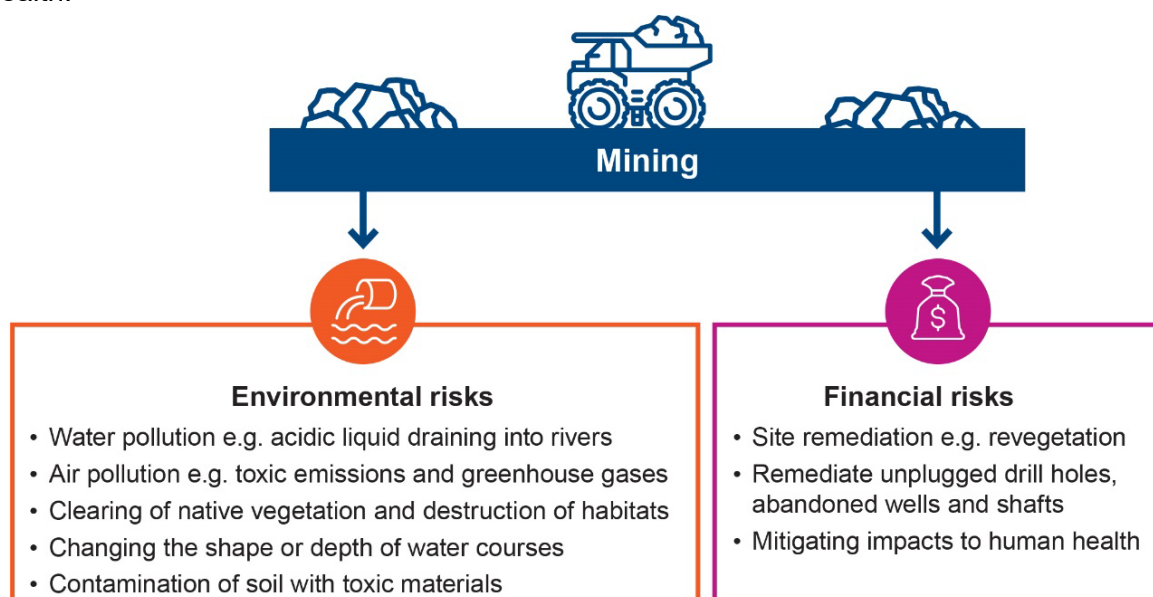 Mining
Environmental risks
• Water pollution e.g. acidic liquid draining into rivers
• Air pollution e.g. toxic emissions and greenhouse gases
• Clearing of native vegetation and destruction of habitats
• Changing the shape or depth of water courses
• Contamination of soil with toxic materials
$
Financial risks
• Site remediation e.g. revegetation
• Remediate unplugged drill holes,
abandoned wells and shafts
• Mitigating impacts to human health